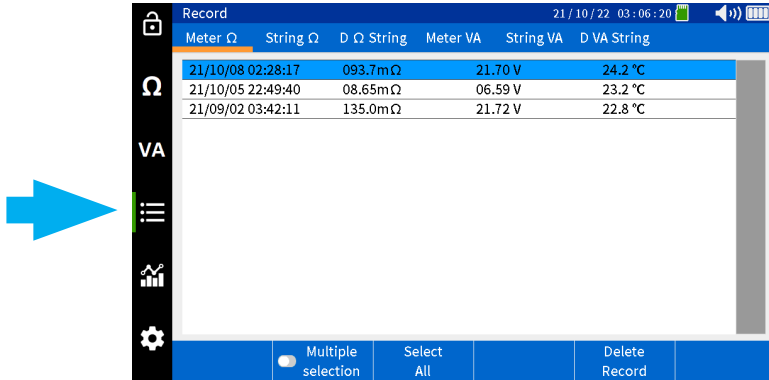 Record 21/10/22 03:06:20
Meter Ω String Ω D Ω String Meter VA String VA D VA String
21/10/08 02:28:17 093.7mΩ 21.70 V 24.2 ℃
21/10/05 22:49:40 08.65mΩ 06.59 V 23.2 ℃
21/09/02 03:42:11 135.0mΩ 21.72 V 22.8 ℃
Ω
VA
Multiple selection
Select All
Delete Record